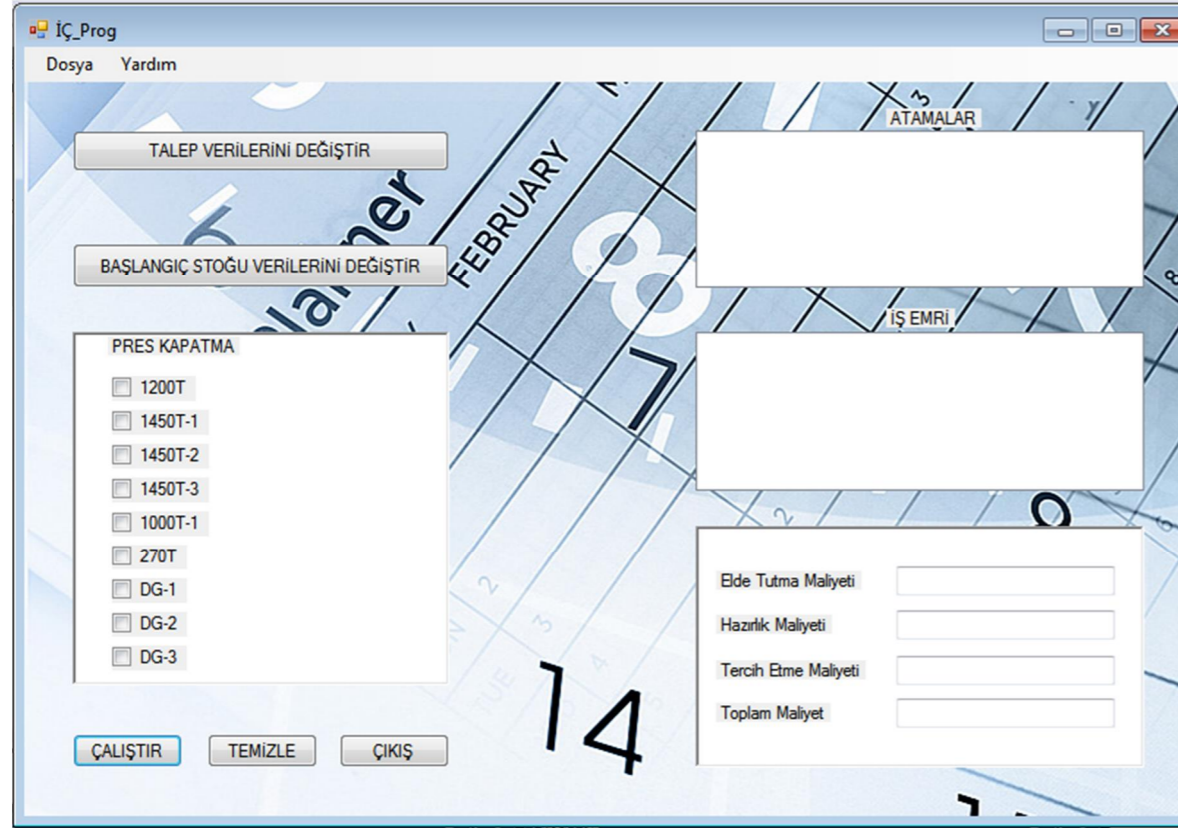 İÇ_Prog
Dosya Yardım
TALEP VERİLERİNİ DEĞİŞTİR
BAŞLANGIÇ STOĞU VERİLERİNİ DEĞİŞTİR
PRES KAPATMA
1200T
1450T-1
1450T-2
1450T-3
1000T-1
270T
DG-1
DG-2
DG-3
ÇALIŞTIR TEMİZLE ÇIKIŞ
ATAMALAR
İŞ EMRİ
Elde Tutma Maliyeti
Hazırlık Maliyeti
Tercih Etme Maliyeti
Toplam Maliyet
FEBRUARY
8
7
14